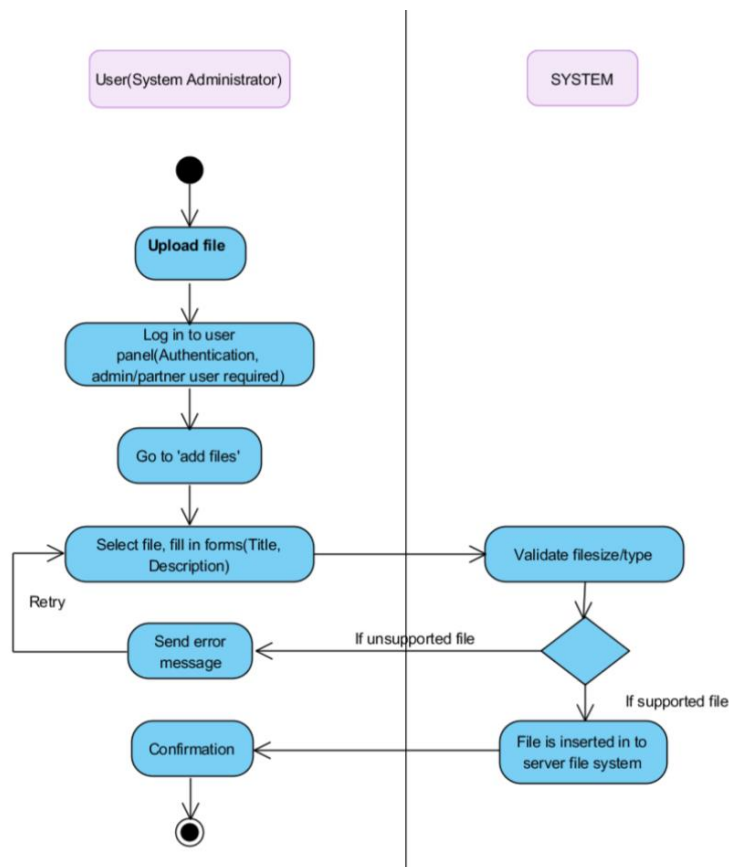 User(System Administrator)
SYSTEM
Upload file
Log in to user
panel(Authentication,
admin/partner user required)
Go to 'add files'
Select file, fill in forms(Title,
Description)
Validate filesize/type
Retry
Send error
message
If unsupported file
If supported file
Confirmation
File is inserted in to
server file system